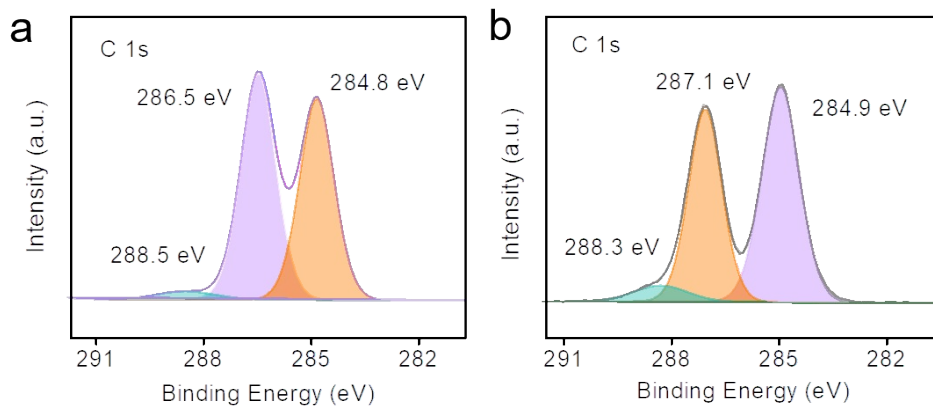 a
C 1s
286.5 eV
284.8 eV
288.5 eV
Intensity (a.u.)
291
288
285
282
Binding Energy (eV)
b
C 1s
287.1 eV
284.9 eV
288.3 eV
Intensity (a.u.)
291
288
285
282
Binding Energy (eV)